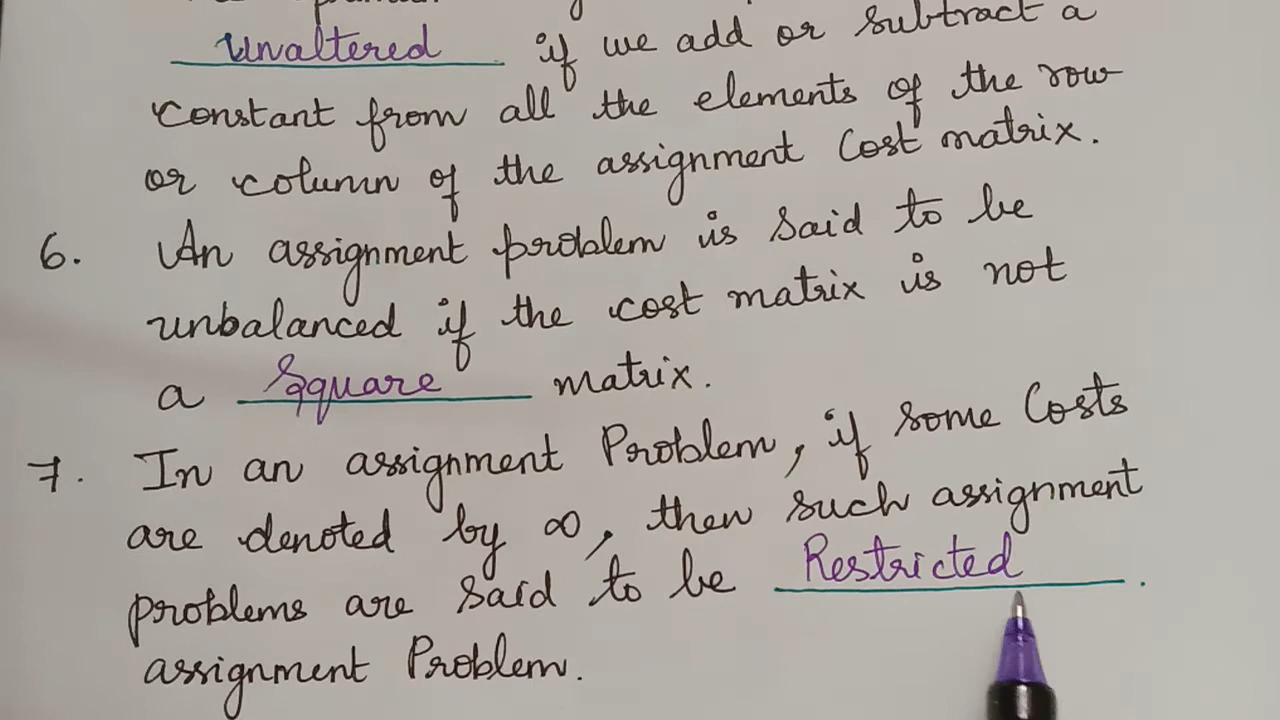 Unaltered if we add or subtract a
constant from all the elements of the row
or column of the assignment Cost matrix.
6. An assignment problem is said to be
unbalanced if the cost matrix is not
a Square matrix.
7. In an assignment Problem, if some Costs
are denoted by ∞, then such assignment
problems are said to be Restricted.
assignment Problem.